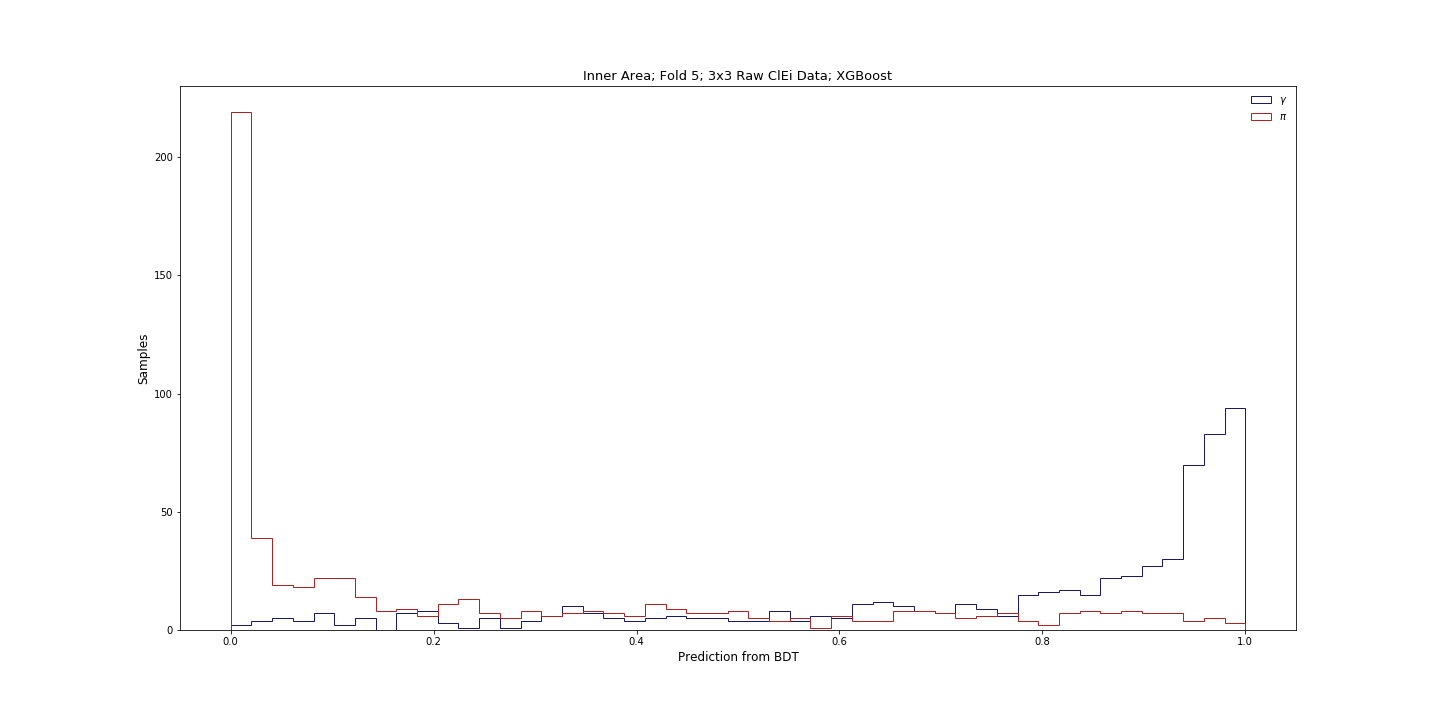 Inner Area; Fold 5; 3x3 Raw ClEi Data; XGBoost
γ
π
200
150
100
50
0
Samples
0.0 0.2 0.4 0.6 0.8 1.0
Prediction from BDT